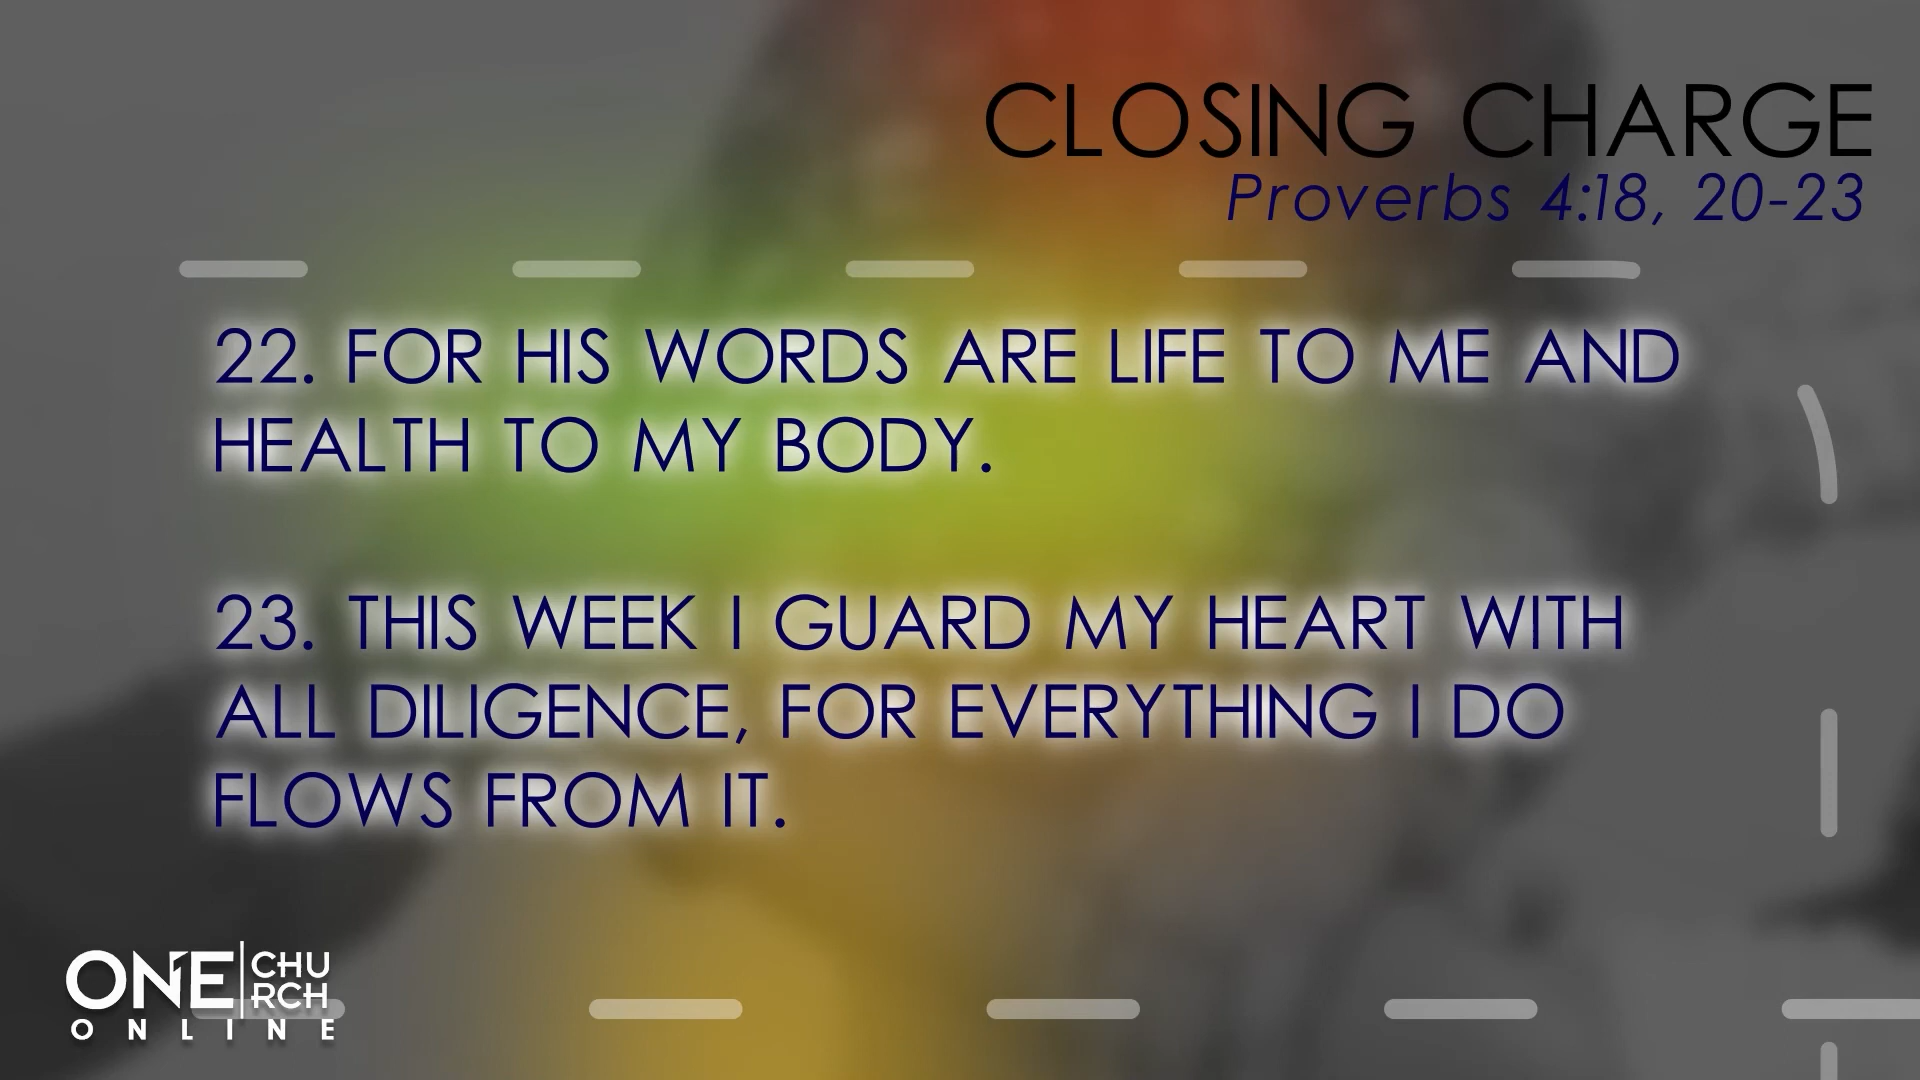 CLOSING CHARGE
Proverbs 4:18, 20-23
22. FOR HIS WORDS ARE LIFE TO ME AND
HEALTH TO MY BODY.
23. THIS WEEK I GUARD MY HEART WITH
ALL DILIGENCE, FOR EVERYTHING I DO
FLOWS FROM IT.
ONE CHU
RCH
ONLINE